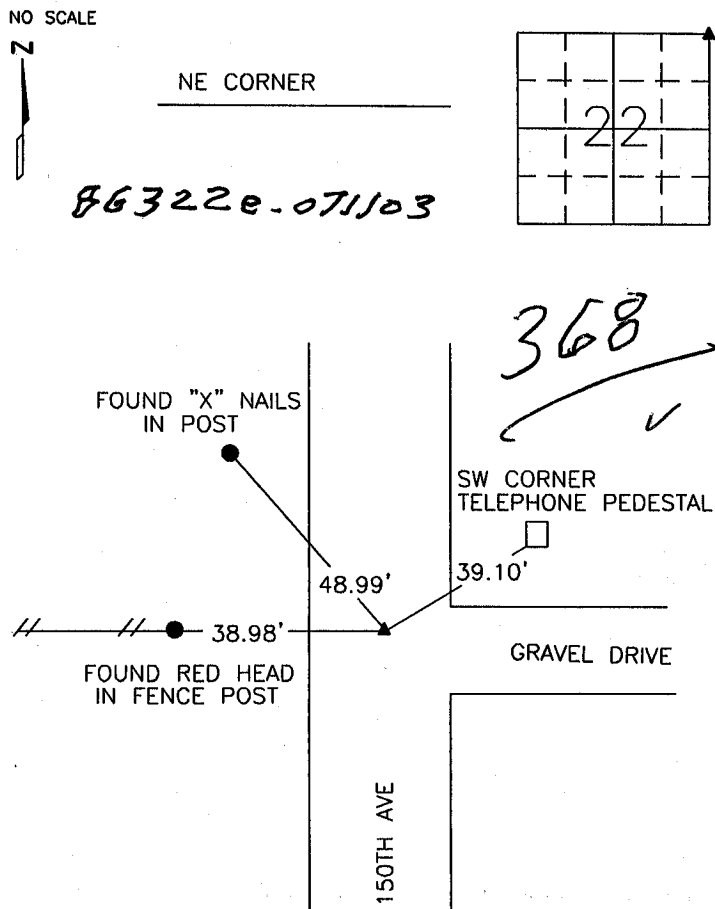 NO SCALE
N
NE CORNER
22
86322e-071103
368
FOUND "X" NAILS
IN POST
SW CORNER
TELEPHONE PEDESTAL
48.99'
39.10'
38.98'
GRAVEL DRIVE
FOUND RED HEAD
IN FENCE POST
150TH AVE